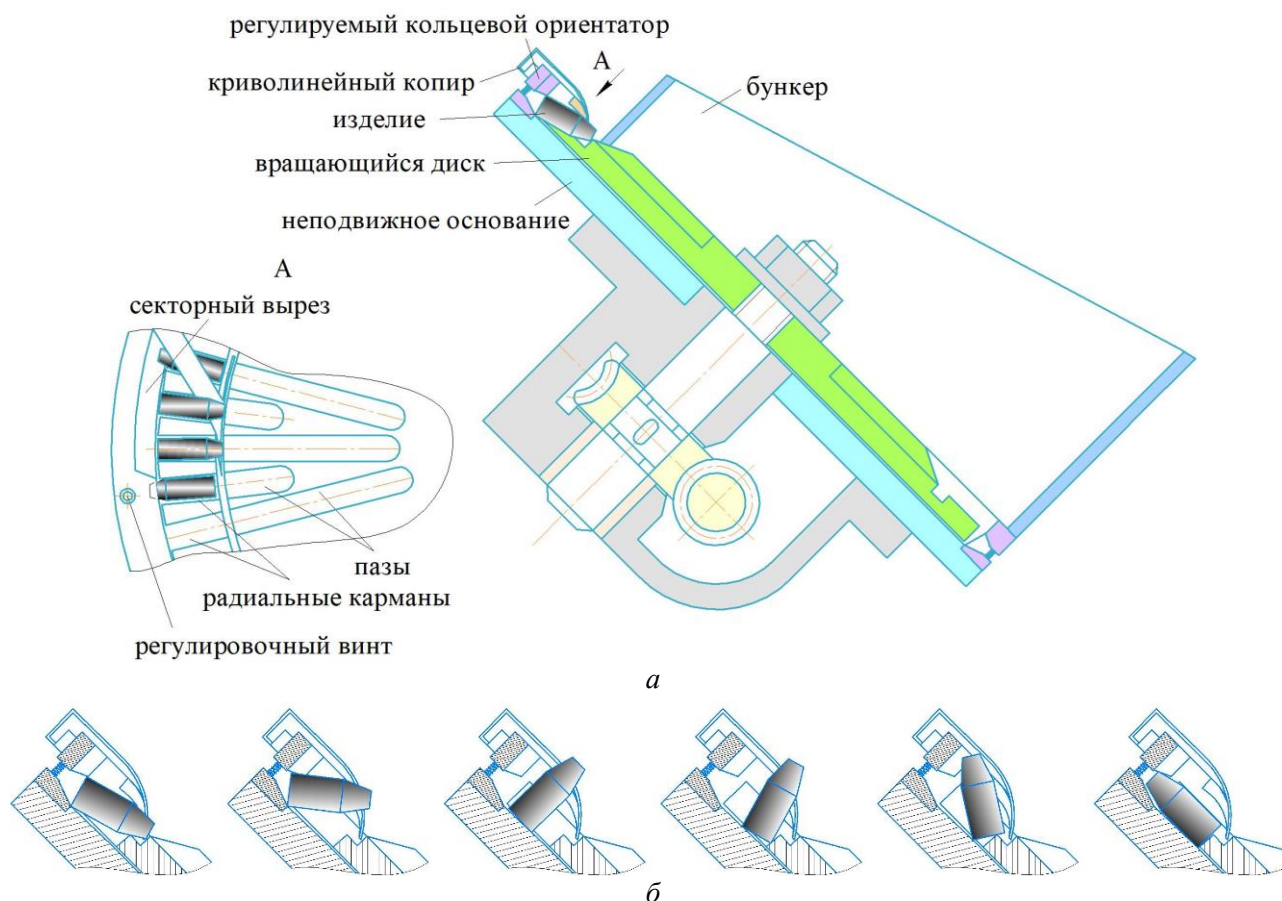 регулируемый кольцевой ориентатор
криволинейный копир
А
бункер
изделие
вращающийся диск
неподвижное основание
А
секторный вырез
пазы
радиальные карманы
регулировочный винт
а
б